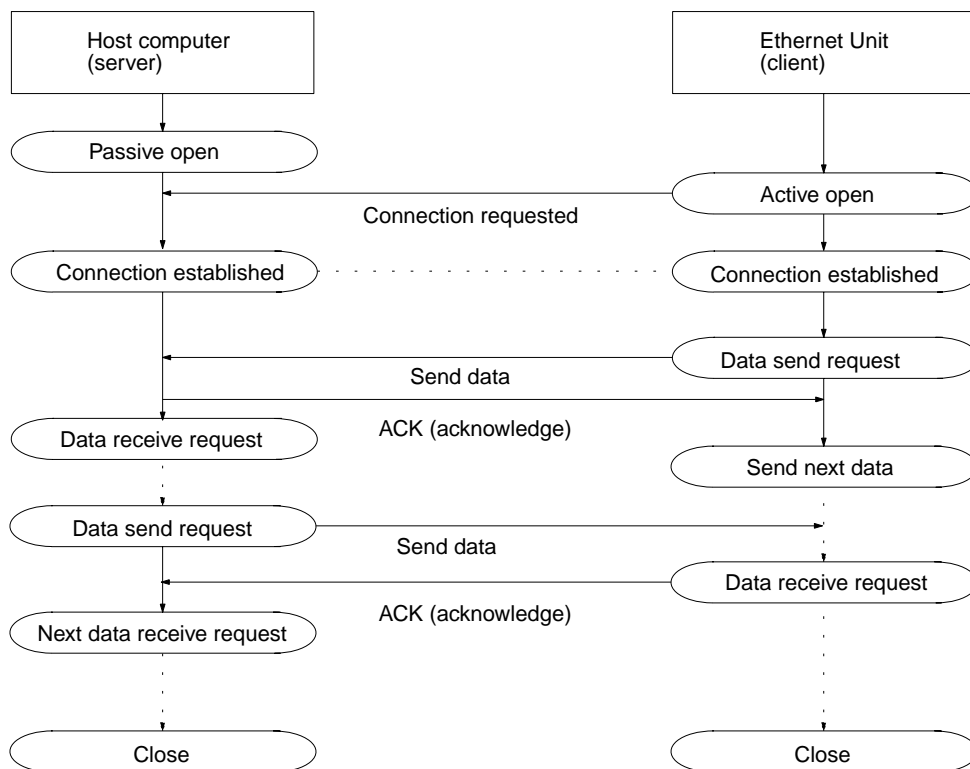 Host computer
(server)
Ethernet Unit
(client)
Passive open
Active open
Connection requested
Connection established
Connection established
Data send request
Send data
ACK (acknowledge)
Data receive request
Send next data
Data send request
Send data
Data receive request
ACK (acknowledge)
Next data receive request
Close
Close